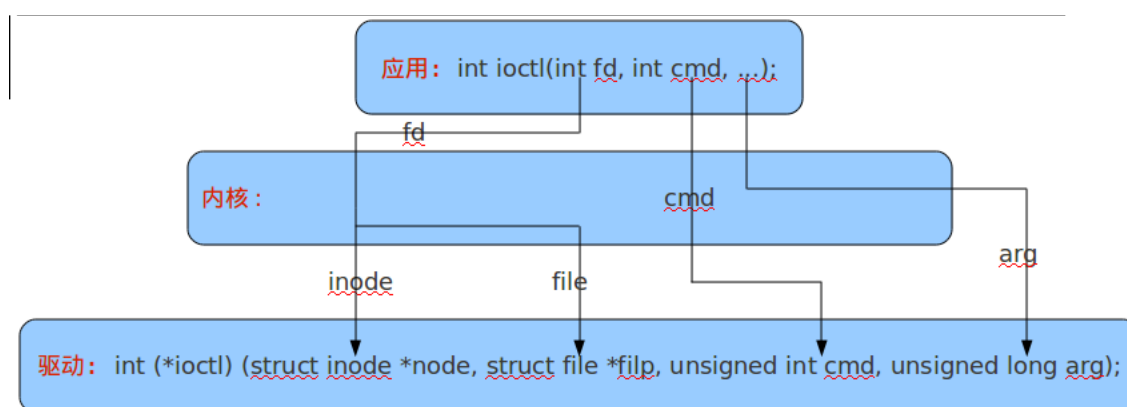 应用： int ioctl(int fd, int cmd, ...);
fd
内核：
cmd
arg
inode
file
驱动： int (*ioctl) (struct inode *node, struct file *filp, unsigned int cmd, unsigned long arg);